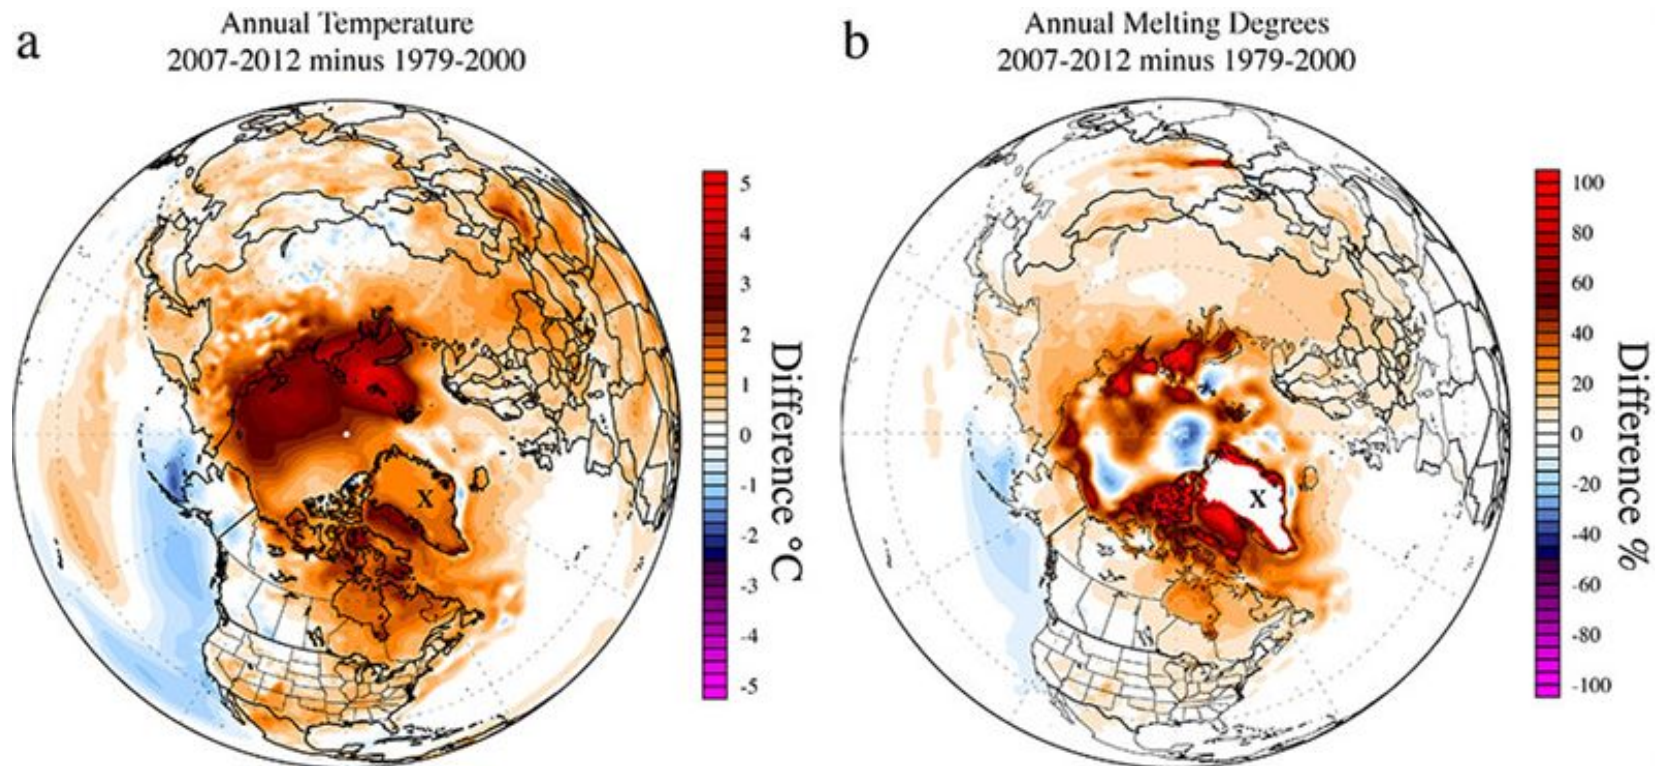 a
Annual Temperature
2007-2012 minus 1979-2000
X
5
4
3
2
1
0
-1
-2
-3
-4
-5
Difference °C
b
Annual Melting Degrees
2007-2012 minus 1979-2000
X
100
80
60
40
20
0
-20
-40
-60
-80
-100
Difference %